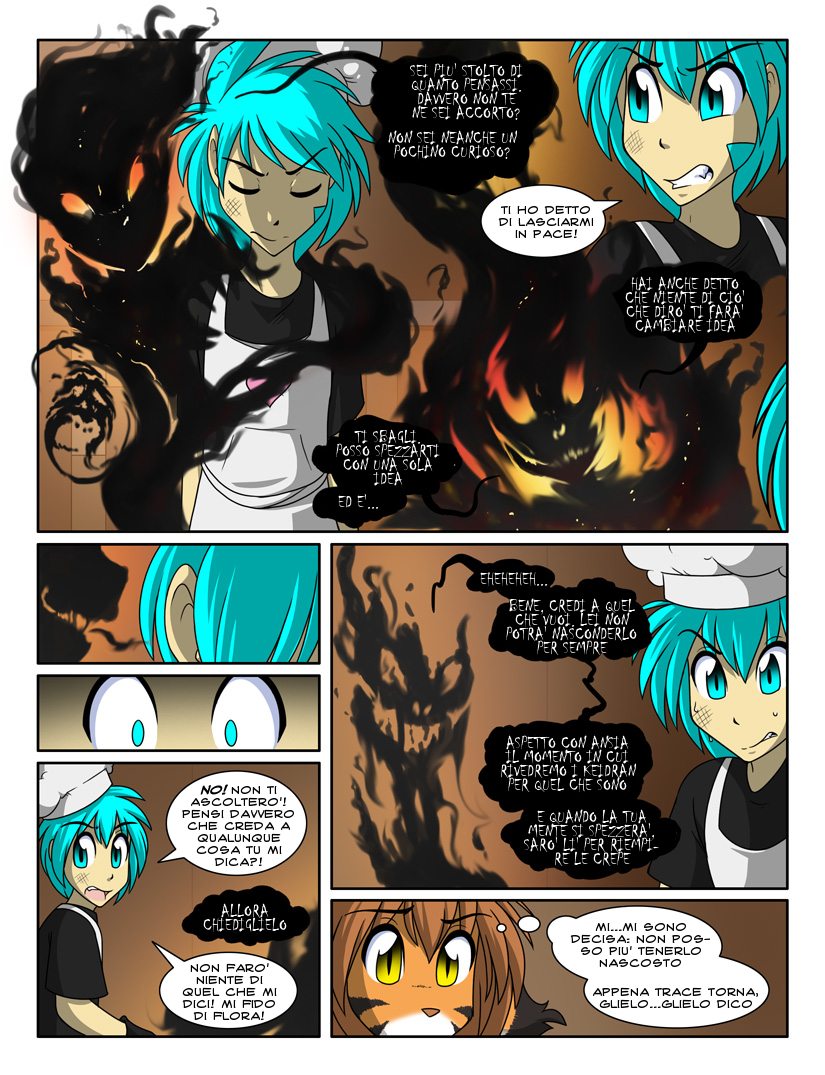 SEI PIU' STOLTO DI
QUANTO PENSASSI.
DAVVERO NON TE
NE SEI ACCORTO?
NON SEI NEANCHE UN
POCHINO CURIOSO?
TI HO DETTO
DI LASCIARMI
IN PACE!
HAI ANCHE DETTO
CHE NIENTE DI CIO'
CHE DIRO' TI FARA'
CAMBIARE IDEA
TI SBAGLI.
POSSO SPEZZARTI
CON UNA SOLA
IDEA
ED E'...
NO! NON TI
ASCOLTERO'!
PENSI DAVVERO
CHE CREDA A
QUALUNQUE
COSA TU MI
DICA?!
ALLORA
CHIEDIGLIELO
NON FARO'
NIENTE DI
QUEL CHE MI
DICI! MI FIDO
DI FLORA!
EHEHEHEH...
BENE, CREDI A QUEL
CHE VUOI. LEI NON
POTRA' NASCONDERLO
PER SEMPRE
ASPETTO CON ANSIA
IL MOMENTO IN CUI
RIVEDREMO I KEIDRAN
PER QUEL CHE SONO
E QUANDO LA TUA
MENTE SI SPEZZERA',
SARO' LI' PER RIEMPI-
RE LE CREPE
MI...MI SONO
DECISA: NON POS-
SO PIU' TENERLO
NASCOSTO
APPENA TRACE TORNA,
GLIELO...GLIELO DICO